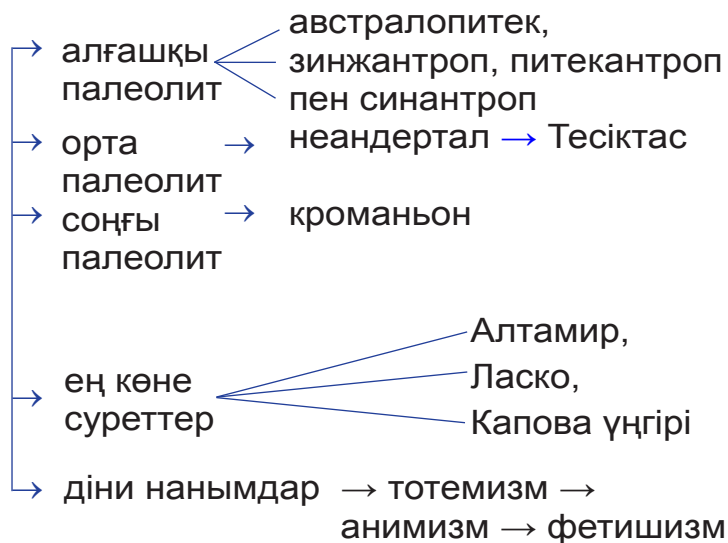 алғашқы палеолит
австралопитек,
зинжантроп, питекантроп
пен синантроп
орта → неандертал → Тесіктас
палеолит
соңғы → кроманьон
палеолит
ең көне суреттер
Алтамир,
Ласко,
Капова үңгірі
діни нанымдар → тотемизм →
анимизм → фетишизм